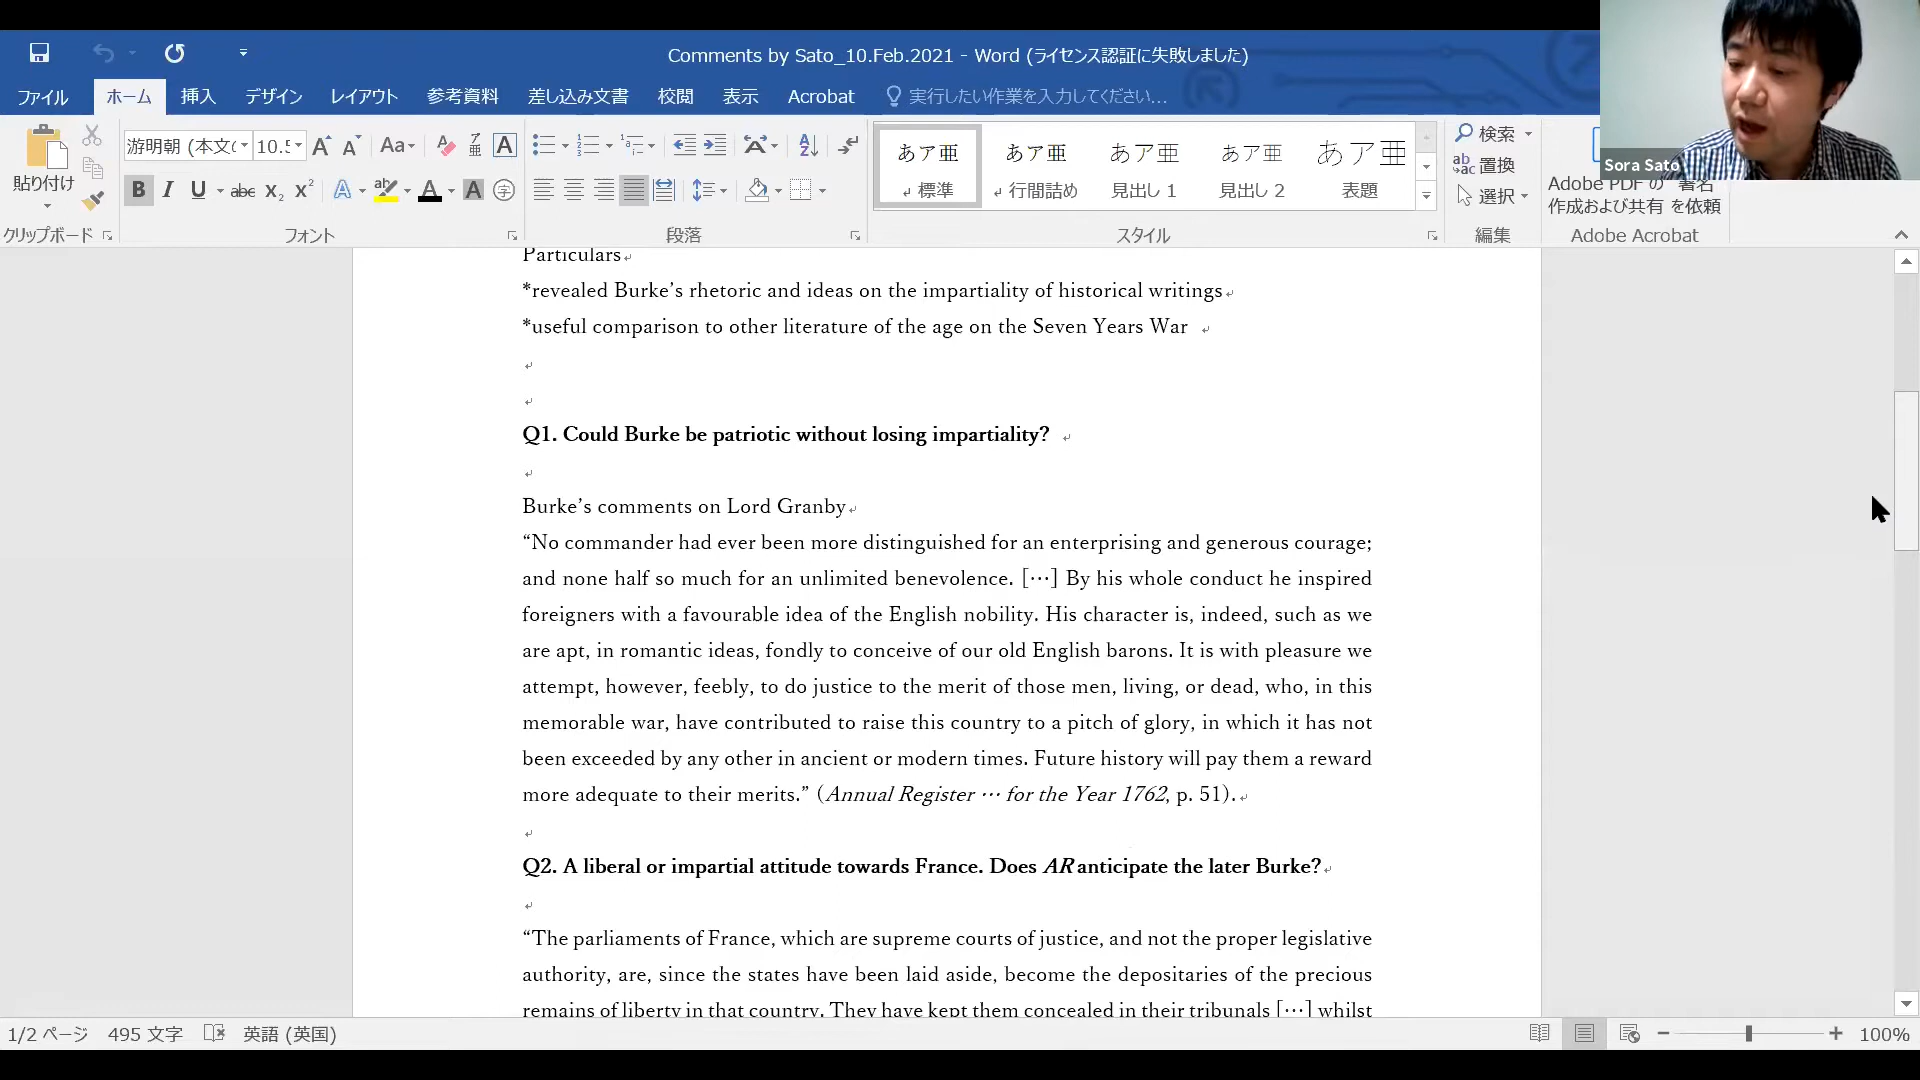 Comments by Sato_10.Feb.2021 - Word (ライセンス認証に失敗しました)
ファイル ホーム 挿入 デザイン レイアウト 参考資料 差し込み文書 校閲 表示 Acrobat 実行したい作業を入力してください...
Sora Sato
貼り付け
クリップボード
游明朝 (本文( 10.5
フォント
段落
あア亜 標準
あア亜 行間詰め
あア亜 見出し 1
あア亜 見出し 2
あア亜 表題
スタイル
検索
置換
選択
編集
Adobe PDF の 署名
作成および共有 を依頼
Adobe Acrobat
Particulars
*revealed Burke's rhetoric and ideas on the impartiality of historical writings
*useful comparison to other literature of the age on the Seven Years War
Q1. Could Burke be patriotic without losing impartiality?
Burke's comments on Lord Granby
“No commander had ever been more distinguished for an enterprising and generous courage;
and none half so much for an unlimited benevolence. […] By his whole conduct he inspired
foreigners with a favourable idea of the English nobility. His character is, indeed, such as we
are apt, in romantic ideas, fondly to conceive of our old English barons. It is with pleasure we
attempt, however, feebly, to do justice to the merit of those men, living, or dead, who, in this
memorable war, have contributed to raise this country to a pitch of glory, in which it has not
been exceeded by any other in ancient or modern times. Future history will pay them a reward
more adequate to their merits.” (Annual Register … for the Year 1762, p. 51).
Q2. A liberal or impartial attitude towards France. Does AR anticipate the later Burke?
“The parliaments of France, which are supreme courts of justice, and not the proper legislative
authority, are, since the states have been laid aside, become the depositaries of the precious
remains of liberty in that country. They have kept them concealed in their tribunals […] whilst
1/2 ページ 495 文字 英語 (英国) 100%